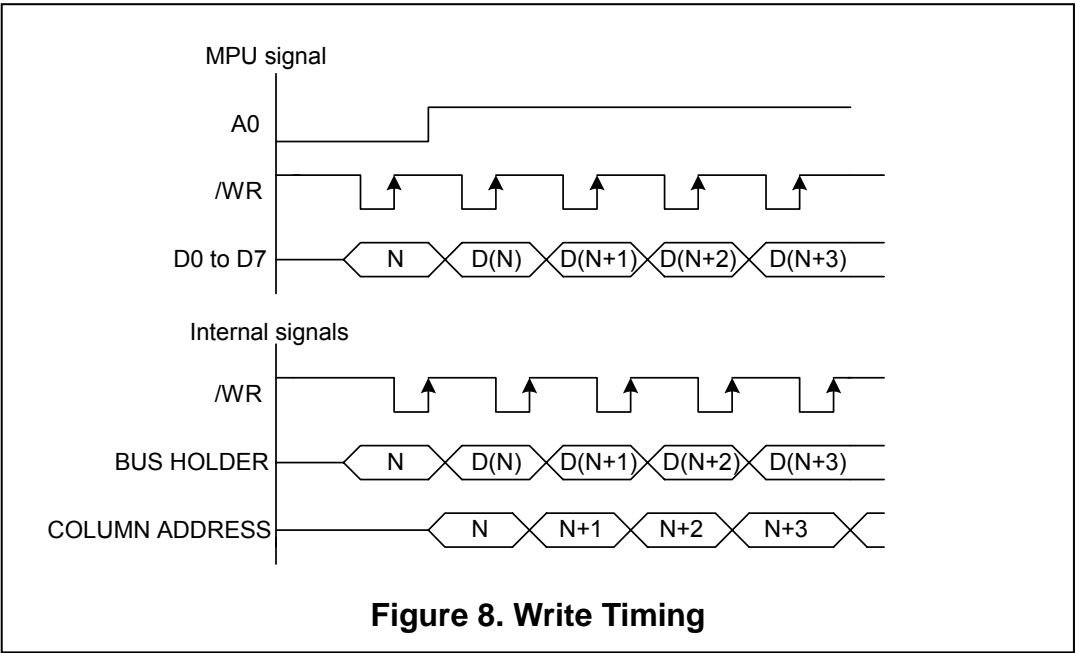 MPU signal
A0
/WR
D0 to D7 N D(N) D(N+1) D(N+2) D(N+3)
Internal signals
/WR
BUS HOLDER N D(N) D(N+1) D(N+2) D(N+3)
COLUMN ADDRESS N N+1 N+2 N+3
Figure 8. Write Timing